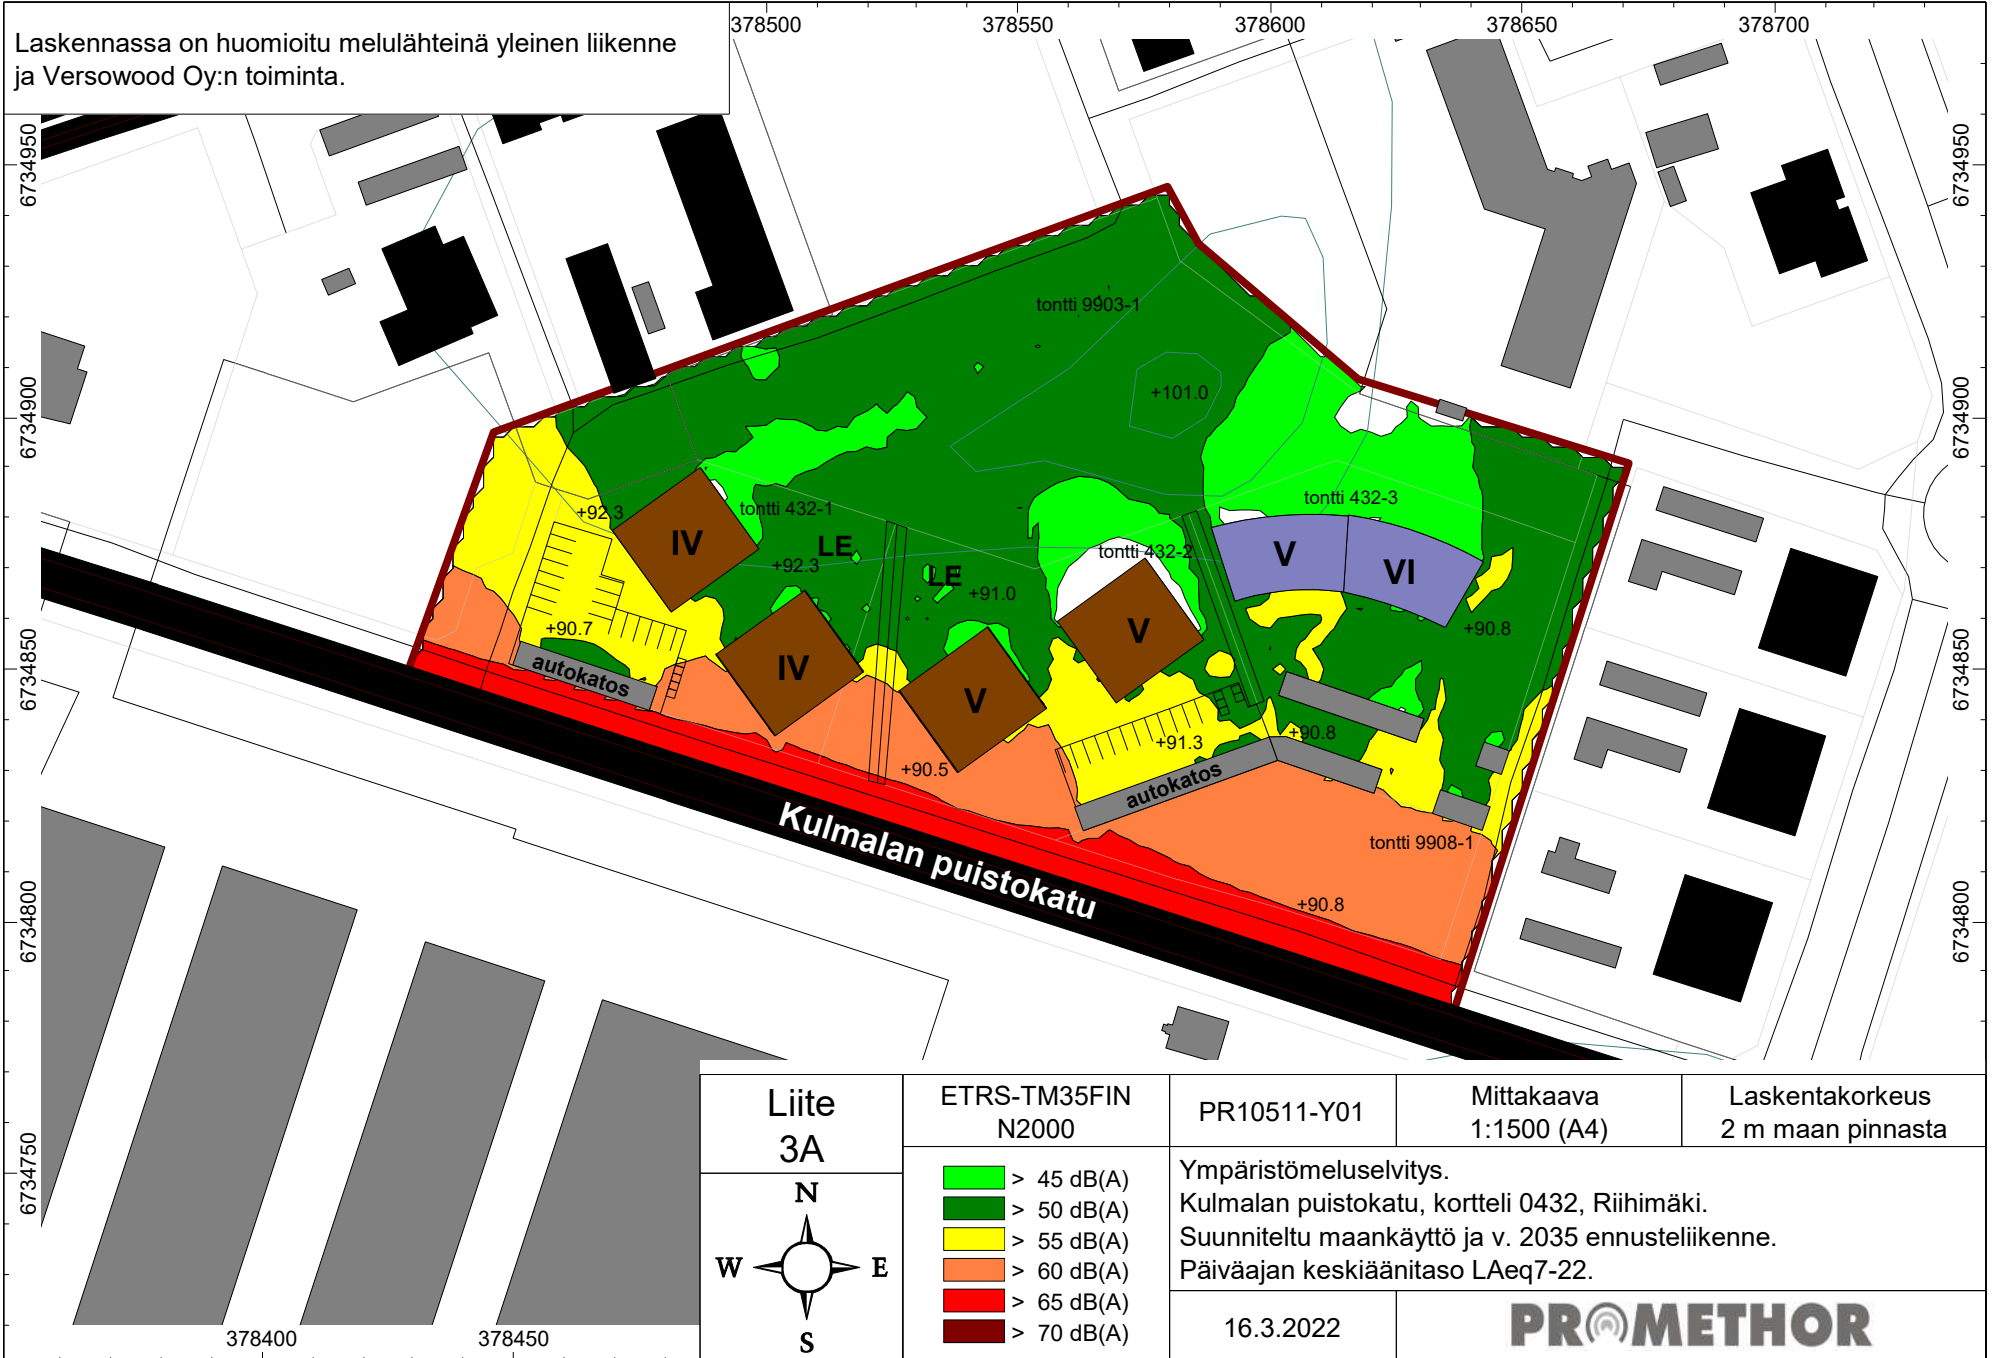 Laskennassa on huomioitu melulähteinä yleinen liikenne
ja Versowood Oy:n toiminta.
378500
378550
378600
378650
378700
6734950
6734950
tontti 9903-1
+101.0
6734900
6734900
tontti 432-3
+92.3
tontti 432-1
IV
LE
tontti 432-2
V
VI
+92.3
LE
+91.0
+90.7
V
+90.8
6734850
6734850
autokatos
IV
V
+90.8
+91.3
+90.5
autokatos
Kulmalan puistokatu
tontti 9908-1
+90.8
6734800
6734800
6734750
378400
378450
Liite
3A
N
W
E
S
ETRS-TM35FIN
N2000
PR10511-Y01
Mittakaava
1:1500 (A4)
Laskentakorkeus
2 m maan pinnasta
> 45 dB(A)
> 50 dB(A)
> 55 dB(A)
> 60 dB(A)
> 65 dB(A)
> 70 dB(A)
Ympäristömeluselvitys.
Kulmalan puistokatu, kortteli 0432, Riihimäki.
Suunniteltu maankäyttö ja v. 2035 ennusteliikenne.
Päiväajan keskiäänitaso LAeq7-22.
16.3.2022
PROMETHOR